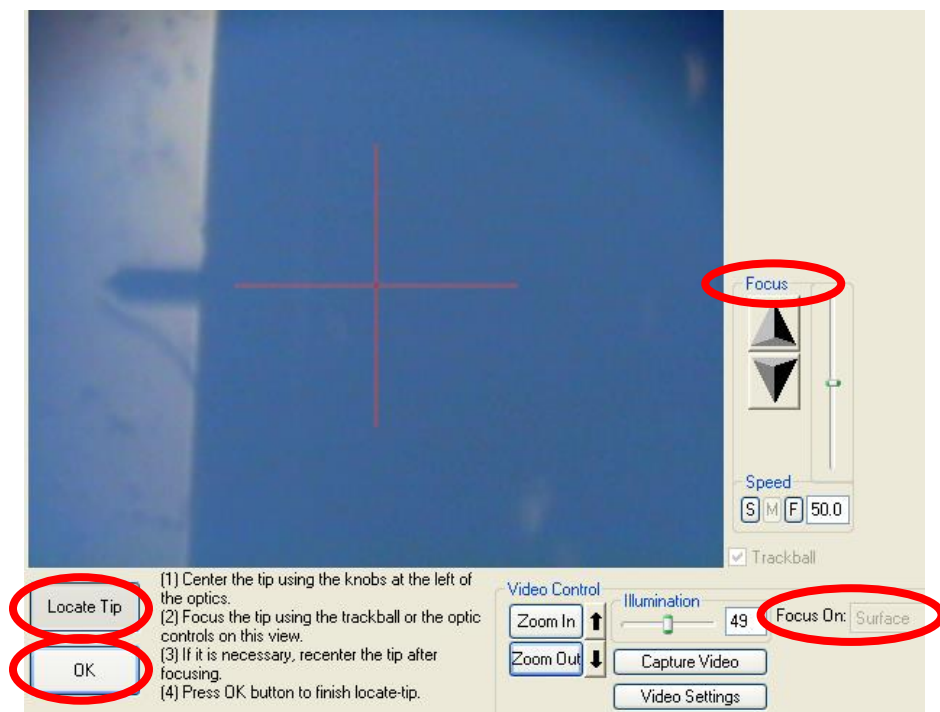 Focus
Speed
S M F 50.0
Trackball
Locate Tip
OK
(1) Center the tip using the knobs at the left of
the optics.
(2) Focus the tip using the trackball or the optic
controls on this view.
(3) If it is necessary, recenter the tip after
focusing.
(4) Press OK button to finish locate-tip.
Video Control
Zoom In
Zoom Out
Illumination
49
Capture Video
Video Settings
Focus On: Surface